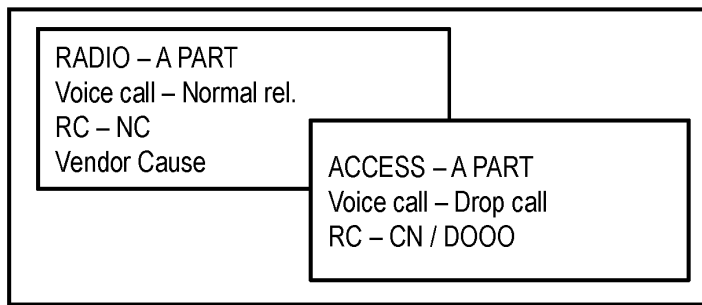 RADIO – A PART
Voice call – Normal rel.
RC – NC
Vendor Cause
ACCESS – A PART
Voice call – Drop call
RC – CN / DOOO